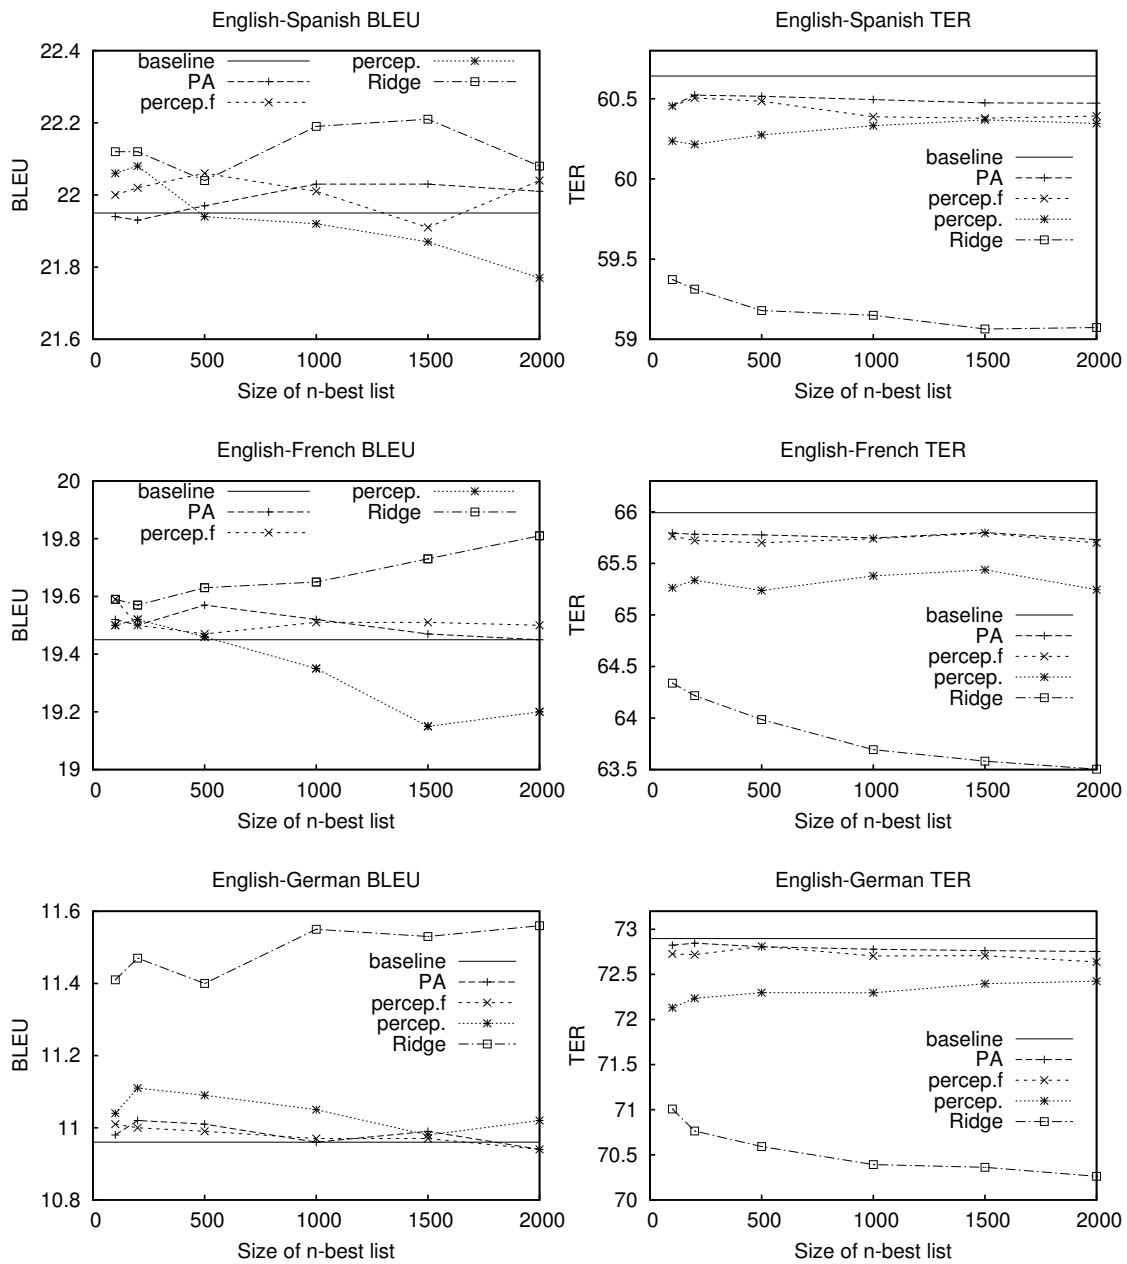 English-Spanish BLEU
22.4
22.2
22
21.8
21.6
BLEU
baseline
PA
percep.f
percep.
Ridge
0 500 1000 1500 2000
Size of n-best list
English-Spanish TER
60.5
60
59.5
59
TER
baseline
PA
percep.f
percep.
Ridge
0 500 1000 1500 2000
Size of n-best list
English-French BLEU
20
19.8
19.6
19.4
19.2
19
BLEU
baseline
PA
percep.f
percep.
Ridge
0 500 1000 1500 2000
Size of n-best list
English-French TER
66
65.5
65
64.5
64
63.5
TER
baseline
PA
percep.f
percep.
Ridge
0 500 1000 1500 2000
Size of n-best list
English-German BLEU
11.6
11.4
11.2
11
10.8
BLEU
baseline
PA
percep.f
percep.
Ridge
0 500 1000 1500 2000
Size of n-best list
English-German TER
73
72.5
72
71.5
71
70.5
70
TER
baseline
PA
percep.f
percep.
Ridge
0 500 1000 1500 2000
Size of n-best list